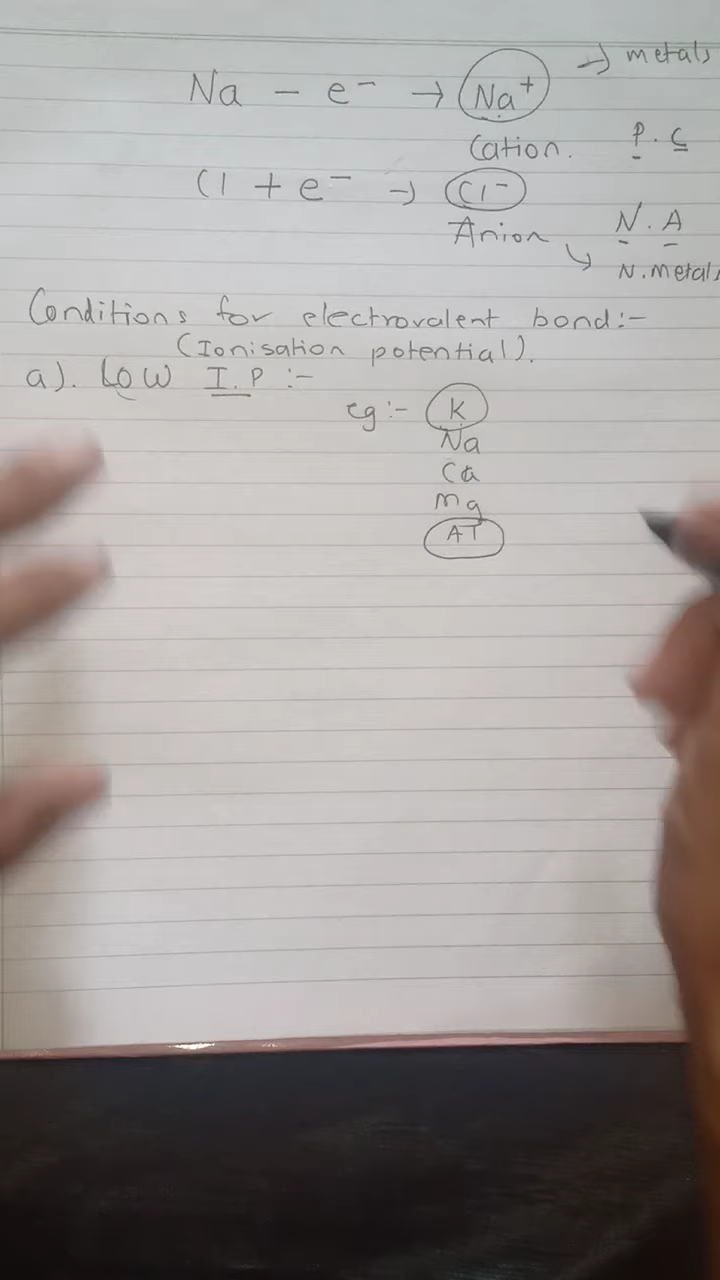 Na - e⁻ → Na⁺ → metals
Cation. P.C
Cl + e⁻ → Cl⁻
Anion N.A
N.metals
Conditions for electrovalent bond:-
(Ionisation potential).
a). Low I.P :-
eg:- K
Na
Ca
Mg
Al